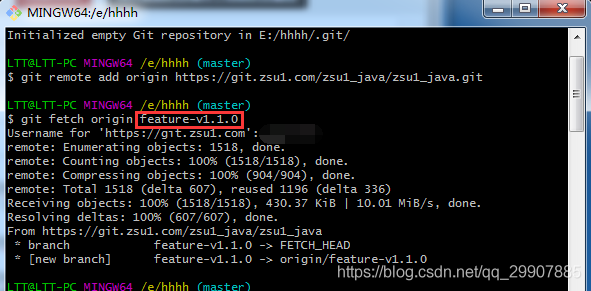 MINGW64:/e/hhhh
Initialized empty Git repository in E:/hhhh/.git/
LTT@LTT-PC MINGW64 /e/hhhh (master)
$ git remote add origin https://git.zsu1.com/zsu1_java/zsu1_java.git
LTT@LTT-PC MINGW64 /e/hhhh (master)
$ git fetch origin feature-v1.1.0
Username for 'https://git.zsu1.com':
remote: Enumerating objects: 1518, done.
remote: Counting objects: 100% (1518/1518), done.
remote: Compressing objects: 100% (904/904), done.
remote: Total 1518 (delta 607), reused 1196 (delta 336)
Receiving objects: 100% (1518/1518), 430.37 KiB | 10.01 MiB/s, done.
Resolving deltas: 100% (607/607), done.
From https://git.zsu1.com/zsu1_java/zsu1_java
* branch feature-v1.1.0 -> FETCH_HEAD
* [new branch] feature-v1.1.0 -> origin/feature-v1.1.0
https://blog.csdn.net/qq_29907885
LTT@LTT-PC MINGW64 /e/hhhh (master)